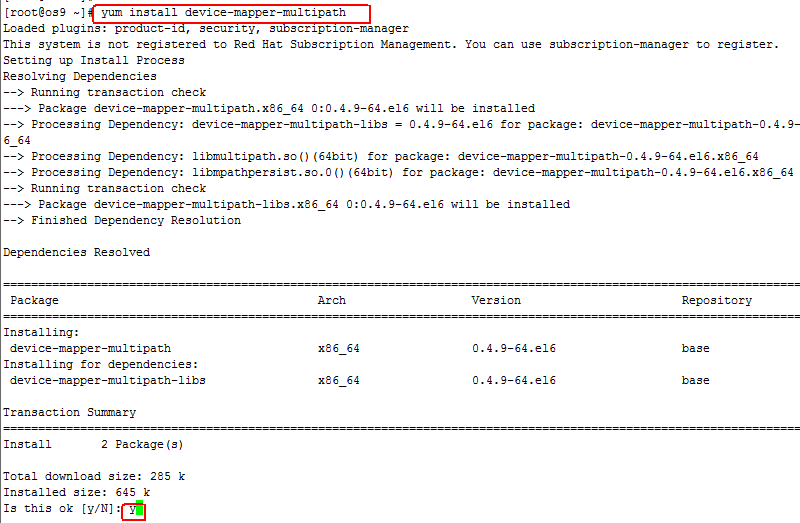 [root@os9 ~]# yum install device-mapper-multipath
Loaded plugins: product-id, security, subscription-manager
This system is not registered to Red Hat Subscription Management. You can use subscription-manager to register.
Setting up Install Process
Resolving Dependencies
--> Running transaction check
---> Package device-mapper-multipath.x86_64 0:0.4.9-64.el6 will be installed
--> Processing Dependency: device-mapper-multipath-libs = 0.4.9-64.el6 for package: device-mapper-multipath-0.4.9-
6_64
--> Processing Dependency: libmultipath.so()(64bit) for package: device-mapper-multipath-0.4.9-64.el6.x86_64
--> Processing Dependency: libmpathpersist.so.0()(64bit) for package: device-mapper-multipath-0.4.9-64.el6.x86_64
--> Running transaction check
---> Package device-mapper-multipath-libs.x86_64 0:0.4.9-64.el6 will be installed
--> Finished Dependency Resolution

Dependencies Resolved

================================================================================
 Package Arch Version Repository
================================================================================
Installing:
 device-mapper-multipath x86_64 0.4.9-64.el6 base
Installing for dependencies:
 device-mapper-multipath-libs x86_64 0.4.9-64.el6 base

Transaction Summary
================================================================================
Install 2 Package(s)

Total download size: 285 k
Installed size: 645 k
Is this ok [y/N]: y